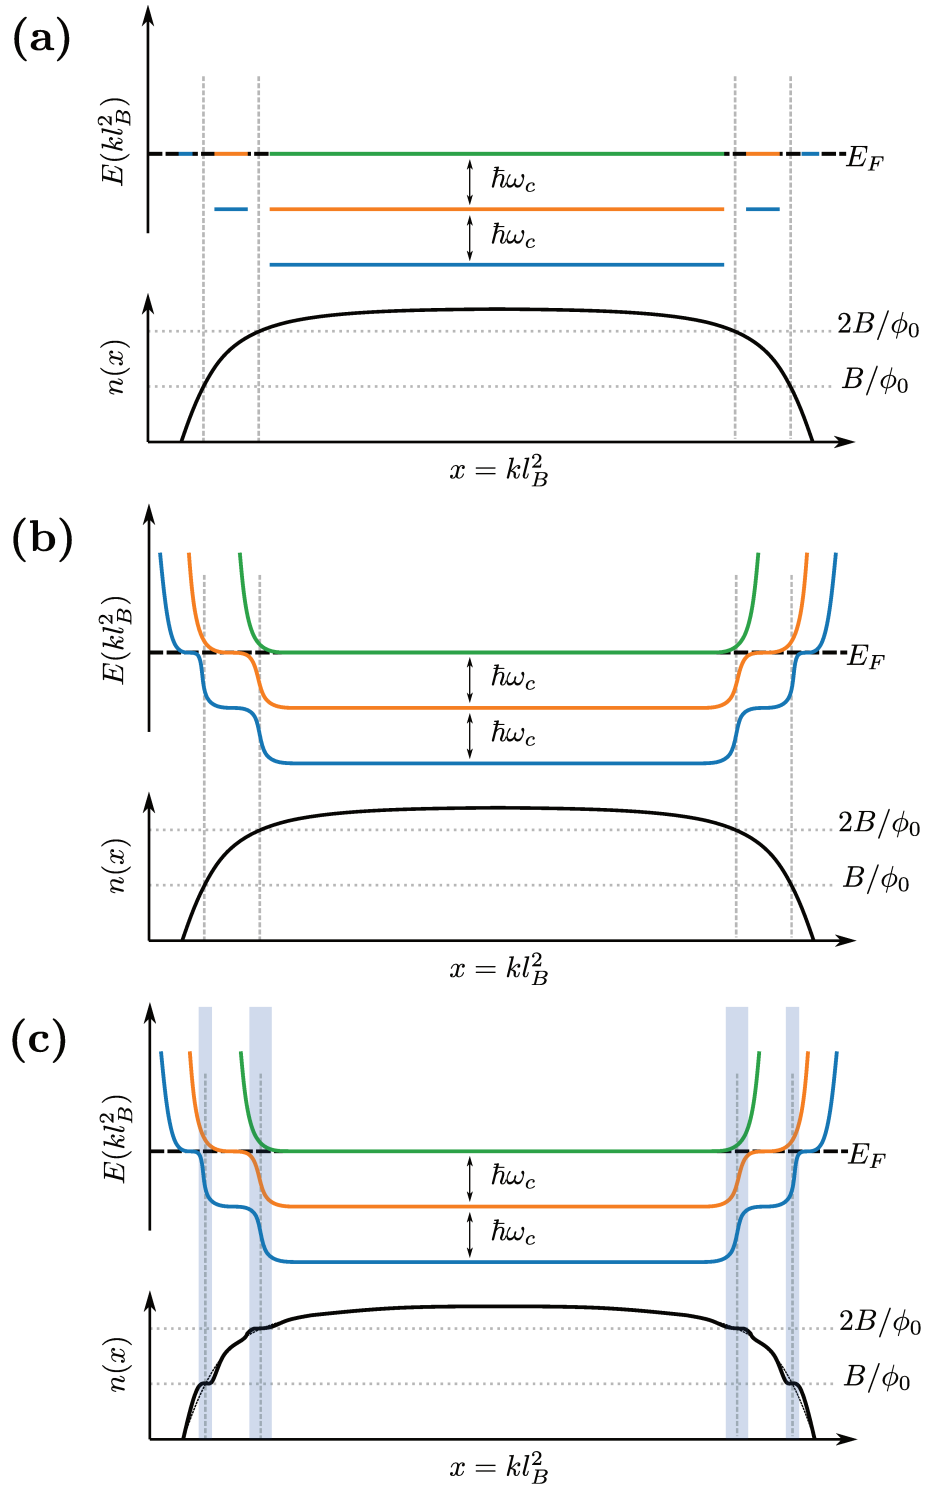 (a)
E(kl_B^2)
E_F
ħω_c
ħω_c
n(x)
2B/ϕ_0
B/ϕ_0
x = kl_B^2
(b)
E(kl_B^2)
E_F
ħω_c
ħω_c
n(x)
2B/ϕ_0
B/ϕ_0
x = kl_B^2
(c)
E(kl_B^2)
E_F
ħω_c
ħω_c
n(x)
2B/ϕ_0
B/ϕ_0
x = kl_B^2